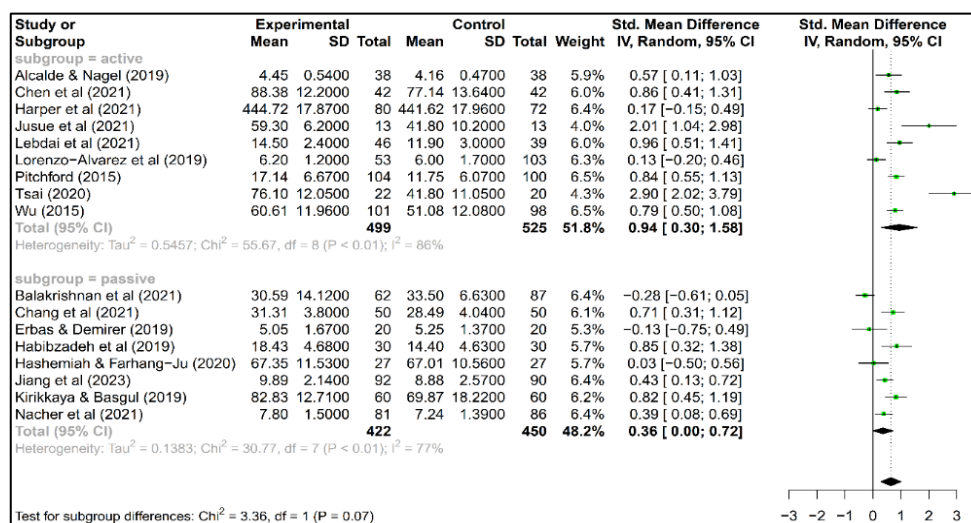 Study or Experimental Control Std. Mean Difference Std. Mean Difference
Subgroup Mean SD Total Mean SD Total Weight IV, Random, 95% CI IV, Random, 95% CI
subgroup = active
Alcalde & Nagel (2019) 4.45 0.5400 38 4.16 0.4700 38 5.9% 0.57 [ 0.11; 1.03]
Chen et al (2021) 88.38 12.2000 42 77.14 13.6400 42 6.0% 0.86 [ 0.41; 1.31]
Harper et al (2021) 444.72 17.8700 80 441.62 17.9600 72 6.4% 0.17 [−0.15; 0.49]
Jusue et al (2021) 59.30 6.2000 13 41.80 10.2000 13 4.0% 2.01 [ 1.04; 2.98]
Lebdai et al (2021) 14.50 2.4000 46 11.90 3.0000 39 5.9% 0.96 [ 0.51; 1.41]
Lorenzo-Alvarez et al (2019) 6.20 1.2000 53 6.00 1.7000 103 6.3% 0.13 [−0.20; 0.46]
Pitchford (2015) 17.14 6.6700 104 11.75 6.0700 100 6.4% 0.84 [ 0.55; 1.13]
Tsai (2020) 76.10 12.0500 22 41.80 11.0500 20 4.3% 2.90 [ 2.02; 3.79]
Wu (2015) 60.61 11.9600 101 51.08 12.0800 98 6.5% 0.79 [ 0.50; 1.08]
Total (95% CI) 499 525 51.8% 0.94 [ 0.30; 1.58]
Heterogeneity: Tau² = 0.5457; Chi² = 55.67, df = 8 (P < 0.01); I² = 86%
subgroup = passive
Balakrishnan et al (2021) 30.59 14.1200 62 33.50 6.6300 87 6.4% −0.28 [−0.61; 0.05]
Chang et al (2021) 31.31 3.8000 50 28.49 4.0400 50 6.1% 0.71 [ 0.31; 1.12]
Erbas & Demirer (2019) 5.05 1.6700 20 5.25 1.3700 20 5.3% −0.13 [−0.75; 0.49]
Habibzadeh et al (2019) 18.43 4.6800 30 14.40 4.6300 30 5.7% 0.85 [ 0.32; 1.38]
Hashemiah & Farhang-Ju (2020) 67.35 11.5300 27 67.01 10.5600 27 5.6% 0.03 [−0.50; 0.56]
Jiang et al (2023) 9.89 2.1400 92 8.88 2.5700 90 6.5% 0.43 [ 0.13; 0.72]
Kirikkaya & Basgul (2019) 82.83 12.7100 60 69.87 18.2200 60 6.2% 0.82 [ 0.45; 1.19]
Nacher et al (2021) 7.80 1.5000 81 7.24 1.3900 86 6.4% 0.39 [ 0.08; 0.69]
Total (95% CI) 422 450 48.2% 0.36 [ 0.00; 0.72]
Heterogeneity: Tau² = 0.1383; Chi² = 30.77, df = 7 (P < 0.01); I² = 77%
Test for subgroup differences: Chi² = 3.36, df = 1 (P = 0.07)
−3 −2 −1 0 1 2 3